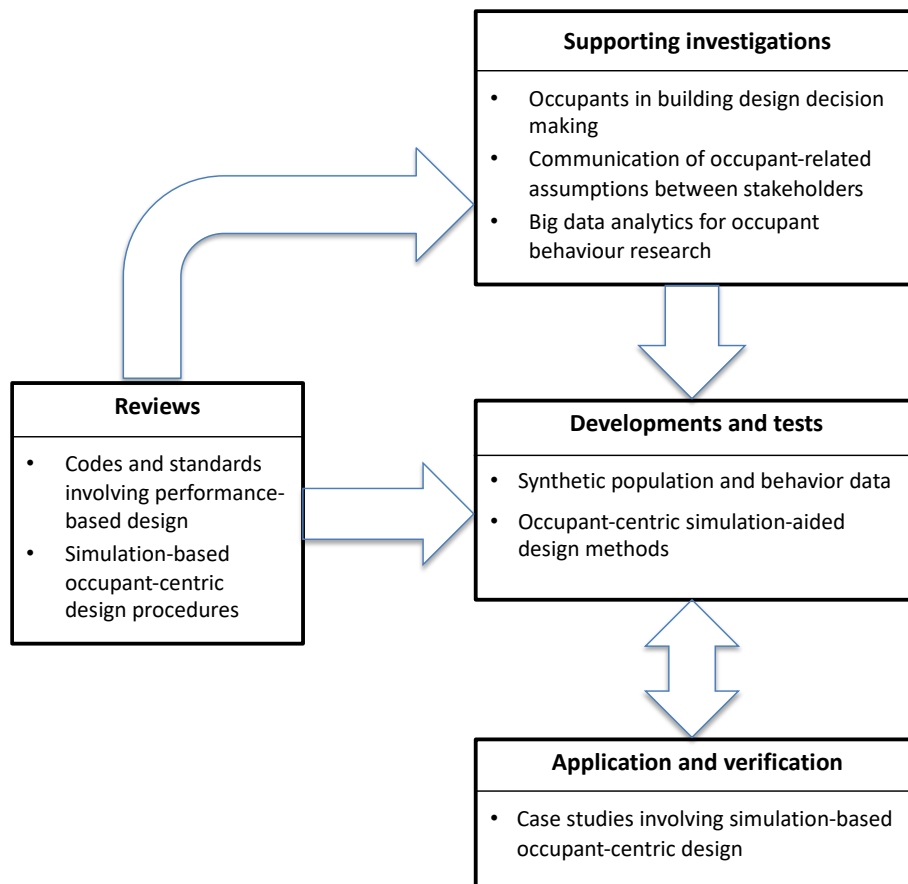 Supporting investigations
• Occupants in building design decision
making
• Communication of occupant-related
assumptions between stakeholders
• Big data analytics for occupant
behaviour research
Reviews
• Codes and standards
involving performance-
based design
• Simulation-based
occupant-centric
design procedures
Developments and tests
• Synthetic population and behavior data
• Occupant-centric simulation-aided
design methods
Application and verification
• Case studies involving simulation-based
occupant-centric design